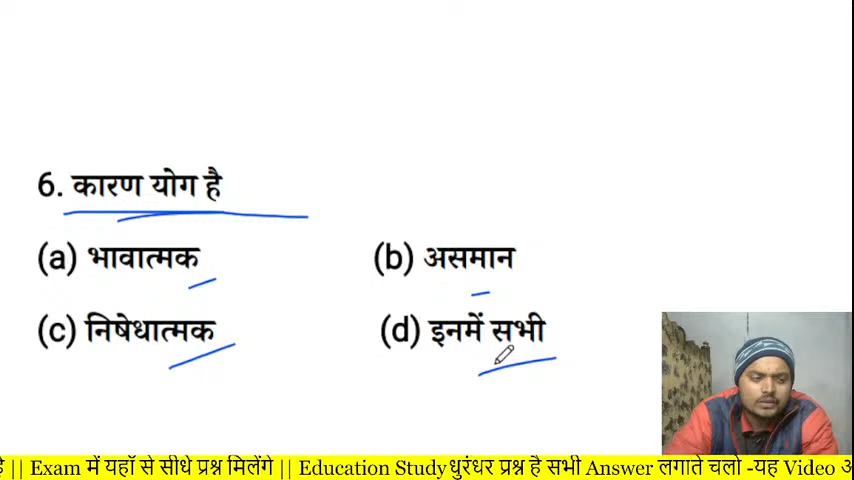 6. कारण योग है
(a) भावात्मक (b) असमान
(c) निषेधात्मक (d) इनमें सभी
|| Exam में यहाँ से सीधे प्रश्न मिलेंगे || Education Study धुरंधर प्रश्न है सभी Answer लगाते चलो -यह Video